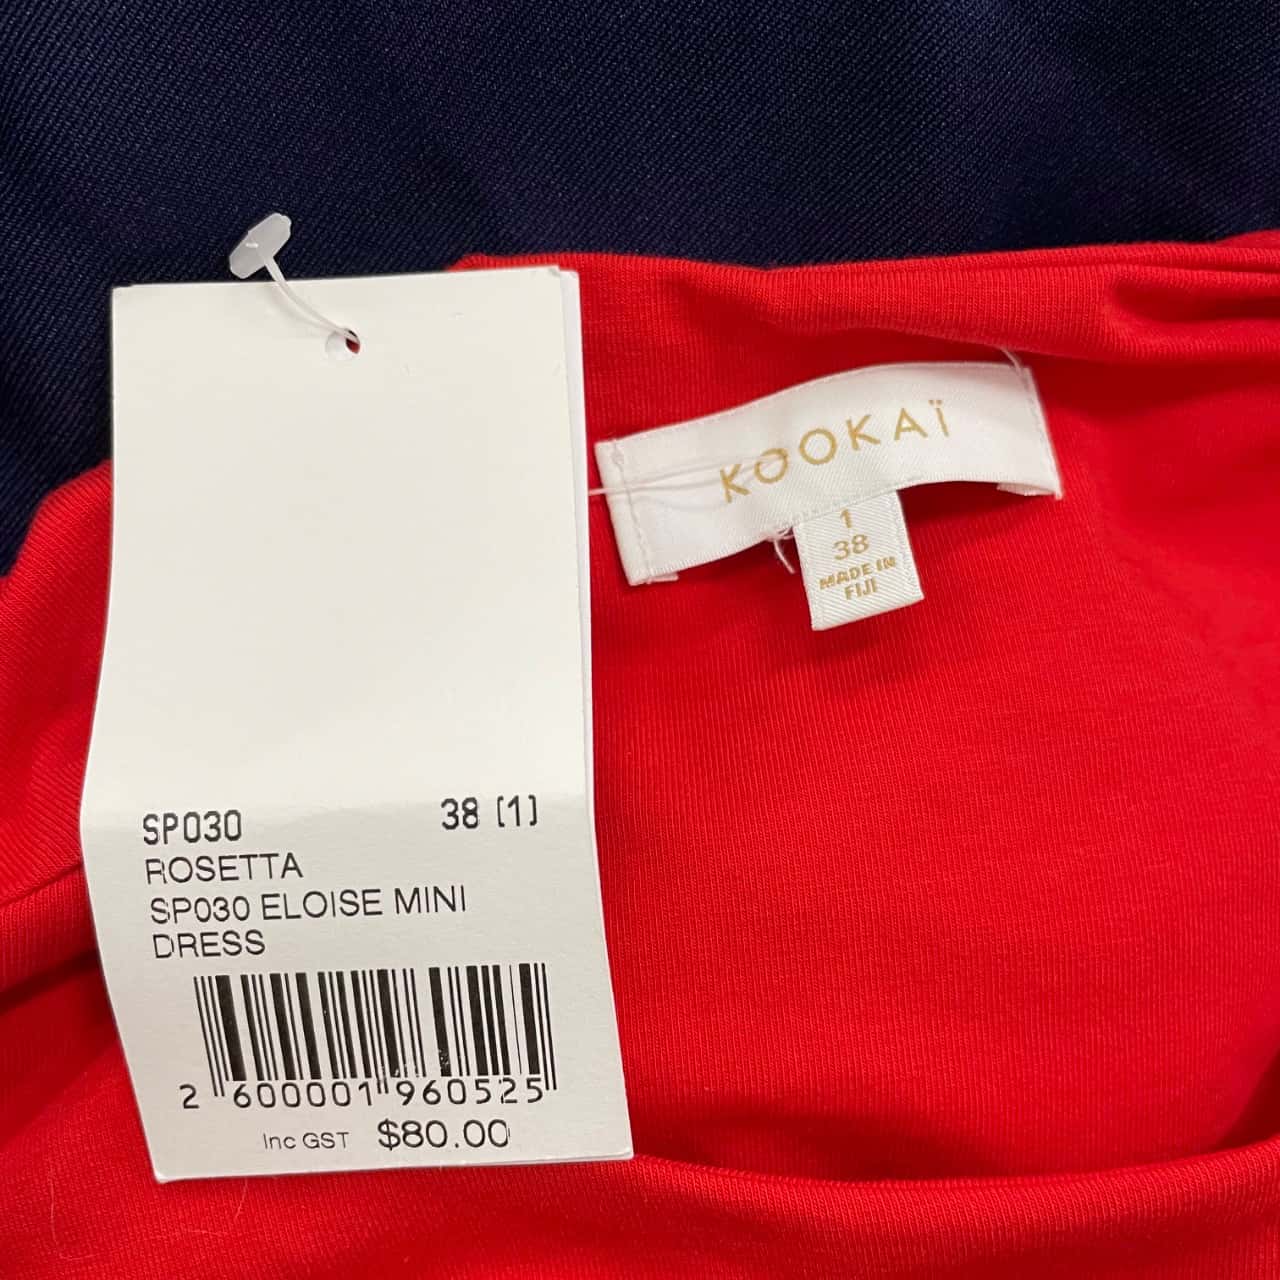 KOOKAÏ
1
38
MADE IN
FIJI
SP030 38 [1]
ROSETTA
SP030 ELOISE MINI
DRESS
2 600001 960525
Inc GST $80.00